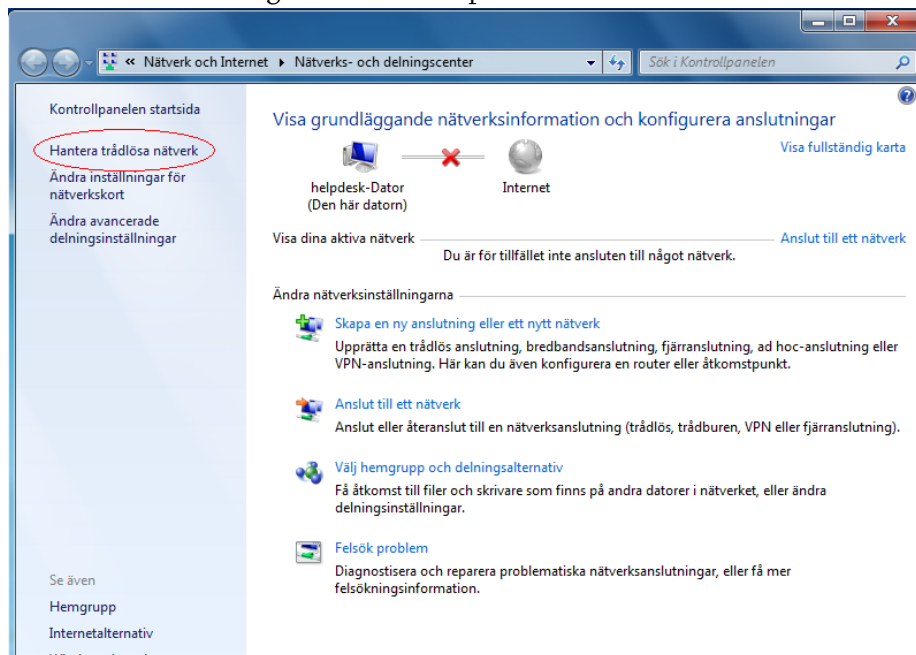 « Nätverk och Internet ▸ Nätverks- och delningscenter
Sök i Kontrollpanelen
Kontrollpanelen startsida
Hantera trådlösa nätverk
Ändra inställningar för
nätverkskort
Ändra avancerade
delningsinställningar
Visa grundläggande nätverksinformation och konfigurera anslutningar
Visa fullständig karta
helpdesk-Dator
(Den här datorn)
Internet
Visa dina aktiva nätverk
Anslut till ett nätverk
Du är för tillfället inte ansluten till något nätverk.
Ändra nätverksinställningarna
Skapa en ny anslutning eller ett nytt nätverk
Upprätta en trådlös anslutning, bredbandsanslutning, fjärranslutning, ad hoc-anslutning eller
VPN-anslutning. Här kan du även konfigurera en router eller åtkomstpunkt.
Anslut till ett nätverk
Anslut eller återanslut till en nätverksanslutning (trådlös, trådburen, VPN eller fjärranslutning).
Välj hemgrupp och delningsalternativ
Få åtkomst till filer och skrivare som finns på andra datorer i nätverket, eller ändra
delningsinställningar.
Felsök problem
Diagnostisera och reparera problematiska nätverksanslutningar, eller få mer
felsökningsinformation.
Se även
Hemgrupp
Internetalternativ